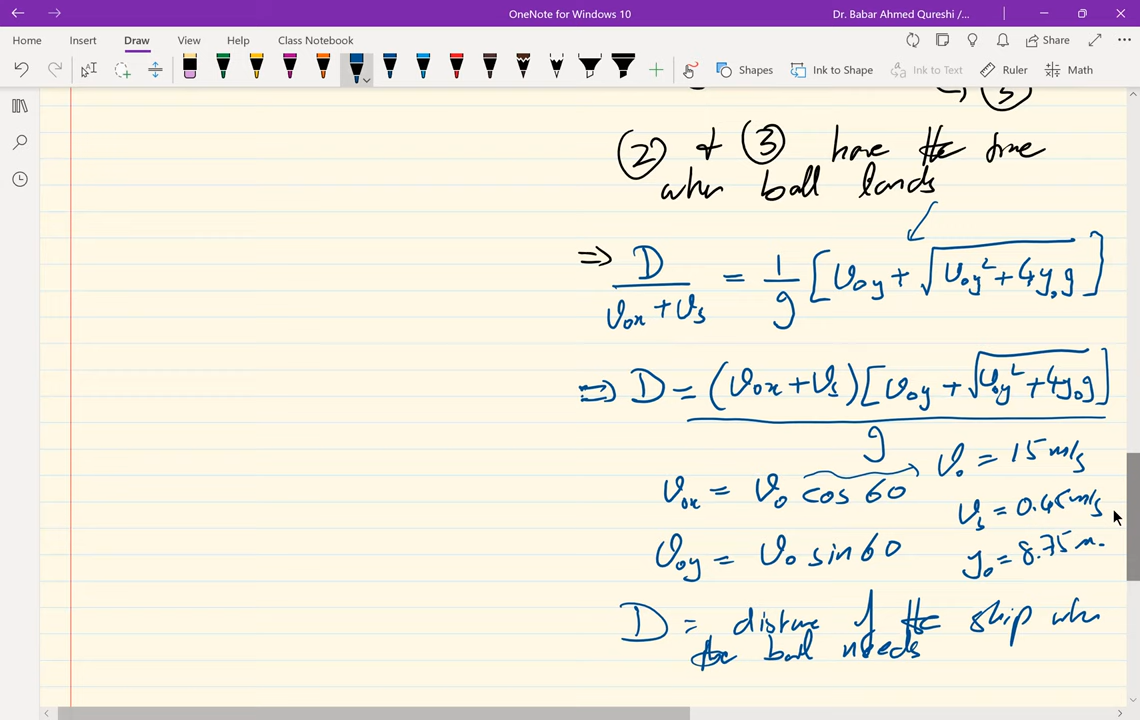 OneNote for Windows 10
Dr. Babar Ahmed Qureshi /...
Home Insert Draw View Help Class Notebook
Share
Shapes Ink to Shape Ink to Text Ruler Math
③
② & ③ have the time
when ball lands
⇒ D/(v₀ₓ + vₛ) = 1/g [v₀y + √(v₀y² + 4y₀g)]
⇒ D = (v₀ₓ + vₛ)[v₀y + √(v₀y² + 4y₀g)] / g
v₀ = 15 m/s
v₀ₓ = v₀ cos 60
vₛ = 0.45 m/s
v₀y = v₀ sin 60
y₀ = 8.75 m.
D = distance of the ship when
the ball needs